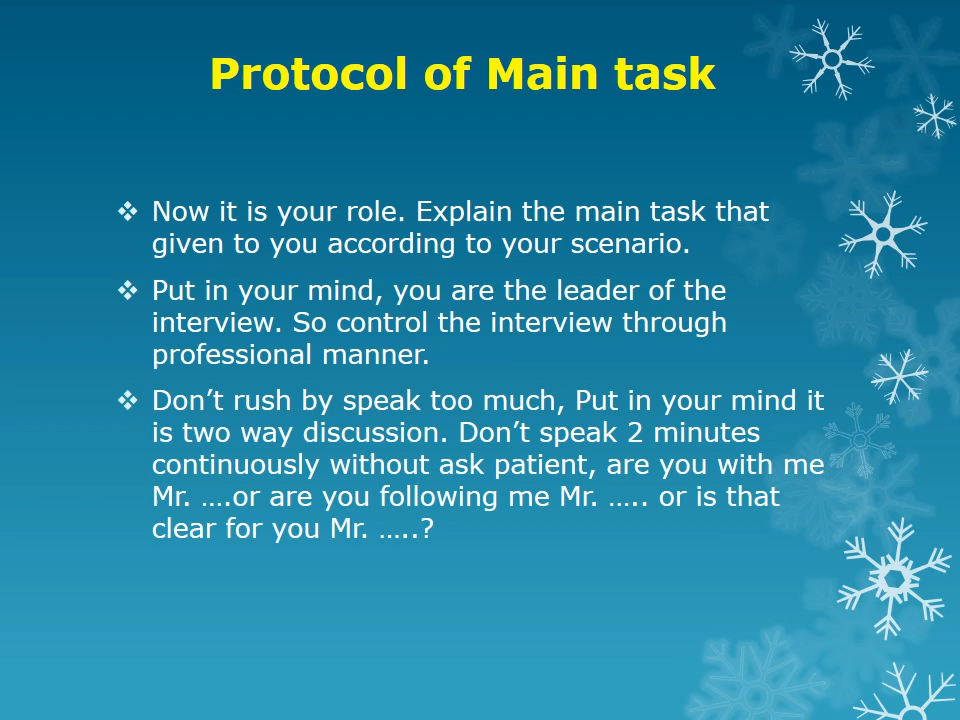 Protocol of Main task
❖ Now it is your role. Explain the main task that
given to you according to your scenario.
❖ Put in your mind, you are the leader of the
interview. So control the interview through
professional manner.
❖ Don’t rush by speak too much, Put in your mind it
is two way discussion. Don’t speak 2 minutes
continuously without ask patient, are you with me
Mr. ….or are you following me Mr. ….. or is that
clear for you Mr. …..?